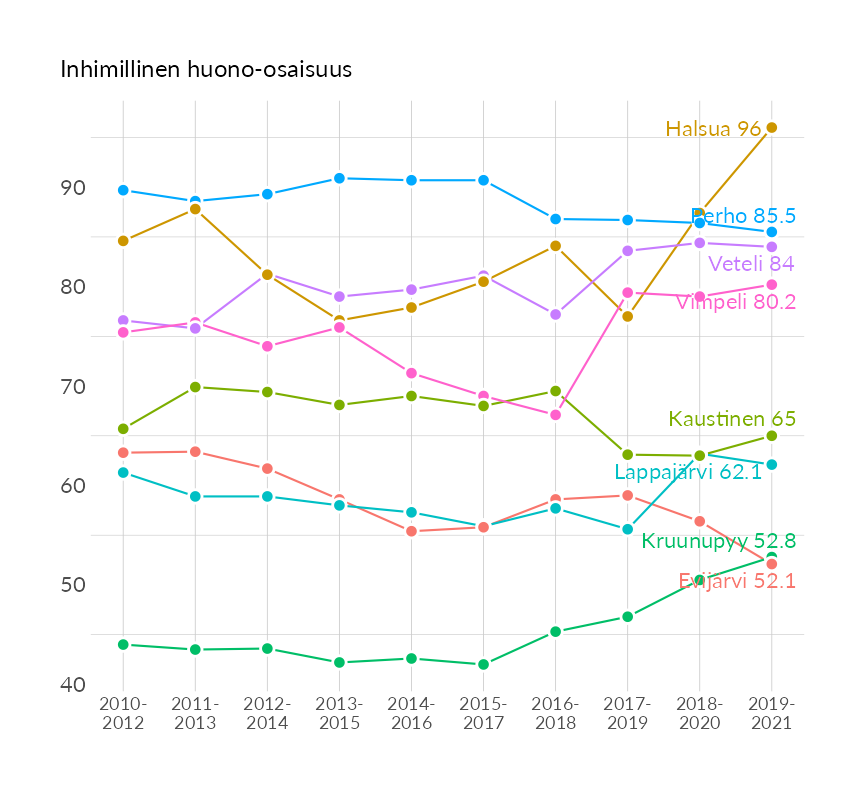 Inhimillinen huono-osaisuus
Halsua 96
90
Perho 85.5
Veteli 84
80
Vimpeli 80.2
70
Kaustinen 65
Lappajärvi 62.1
60
Kruunupyy 52.8
Evijärvi 52.1
50
40
2010-2012
2011-2013
2012-2014
2013-2015
2014-2016
2015-2017
2016-2018
2017-2019
2018-2020
2019-2021